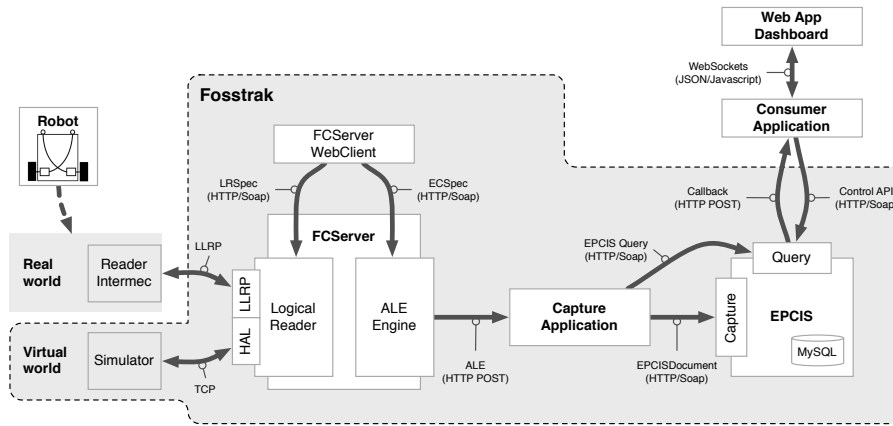 Web App
Dashboard
WebSockets
(JSON/Javascript)
Consumer
Application
Fosstrak
Robot
FCServer
WebClient
LRSpec
(HTTP/Soap)
ECSpec
(HTTP/Soap)
Callback
(HTTP POST)
Control API
(HTTP/Soap)
FCServer
LLRP
EPCIS Query
(HTTP/Soap)
Query
Real
world
Reader
Intermec
LLRP
HAL
Logical
Reader
ALE
Engine
Capture
Application
Capture
EPCIS
MySQL
Virtual
world
Simulator
TCP
ALE
(HTTP POST)
EPCISDocument
(HTTP/Soap)